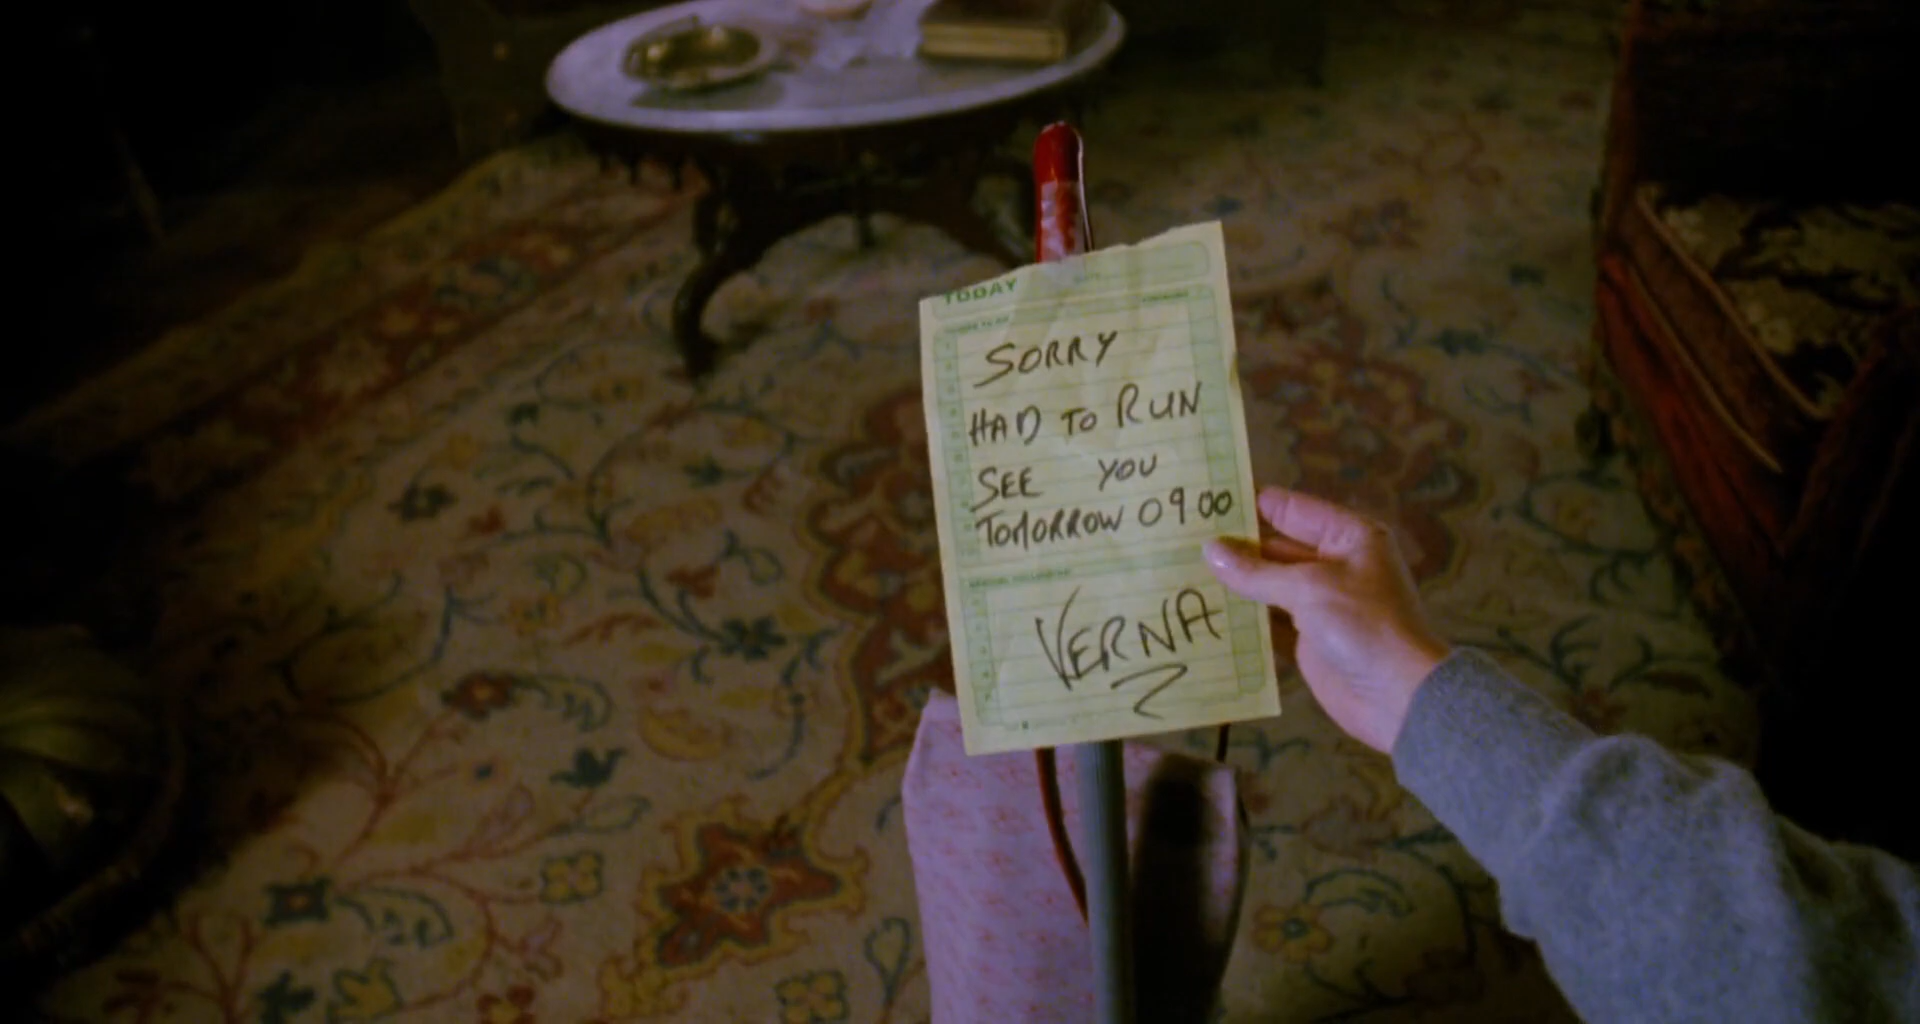 TODAY
SORRY
HAD TO RUN
SEE YOU
TOMORROW 09 00
VERNA